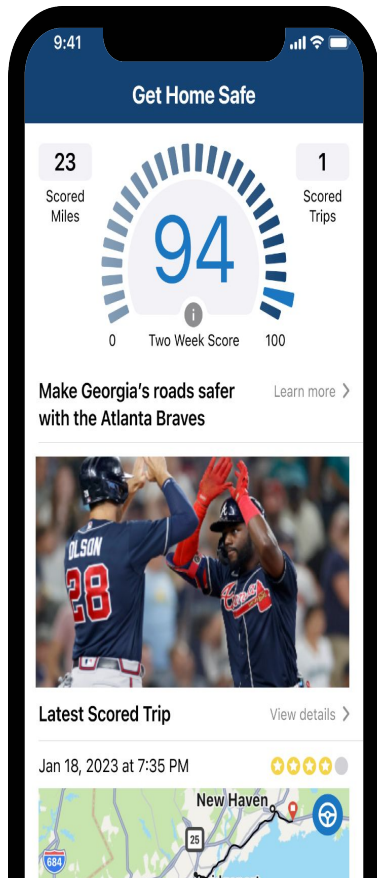 9:41
Get Home Safe
23
Scored
Miles
1
Scored
Trips
94
i
0
Two Week Score
100
Make Georgia's roads safer
with the Atlanta Braves
Learn more
OLSON
28
Latest Scored Trip
View details
Jan 18, 2023 at 7:35 PM
New Haven
25
684